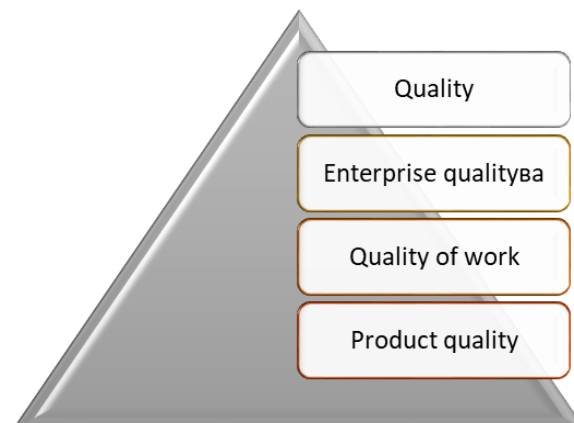 Quality
Enterprise qualityва
Quality of work
Product quality